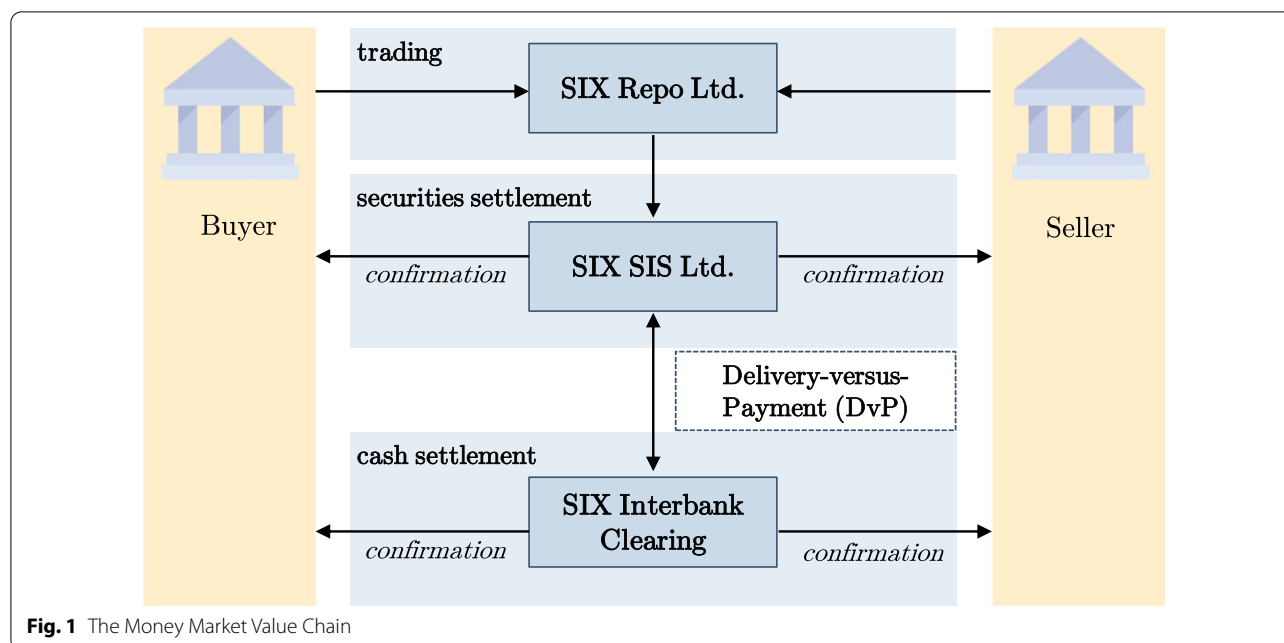 trading
SIX Repo Ltd.
securities settlement
Buyer
Seller
SIX SIS Ltd.
confirmation
confirmation
Delivery-versus-
Payment (DvP)
cash settlement
SIX Interbank
Clearing
confirmation
confirmation
Fig. 1 The Money Market Value Chain